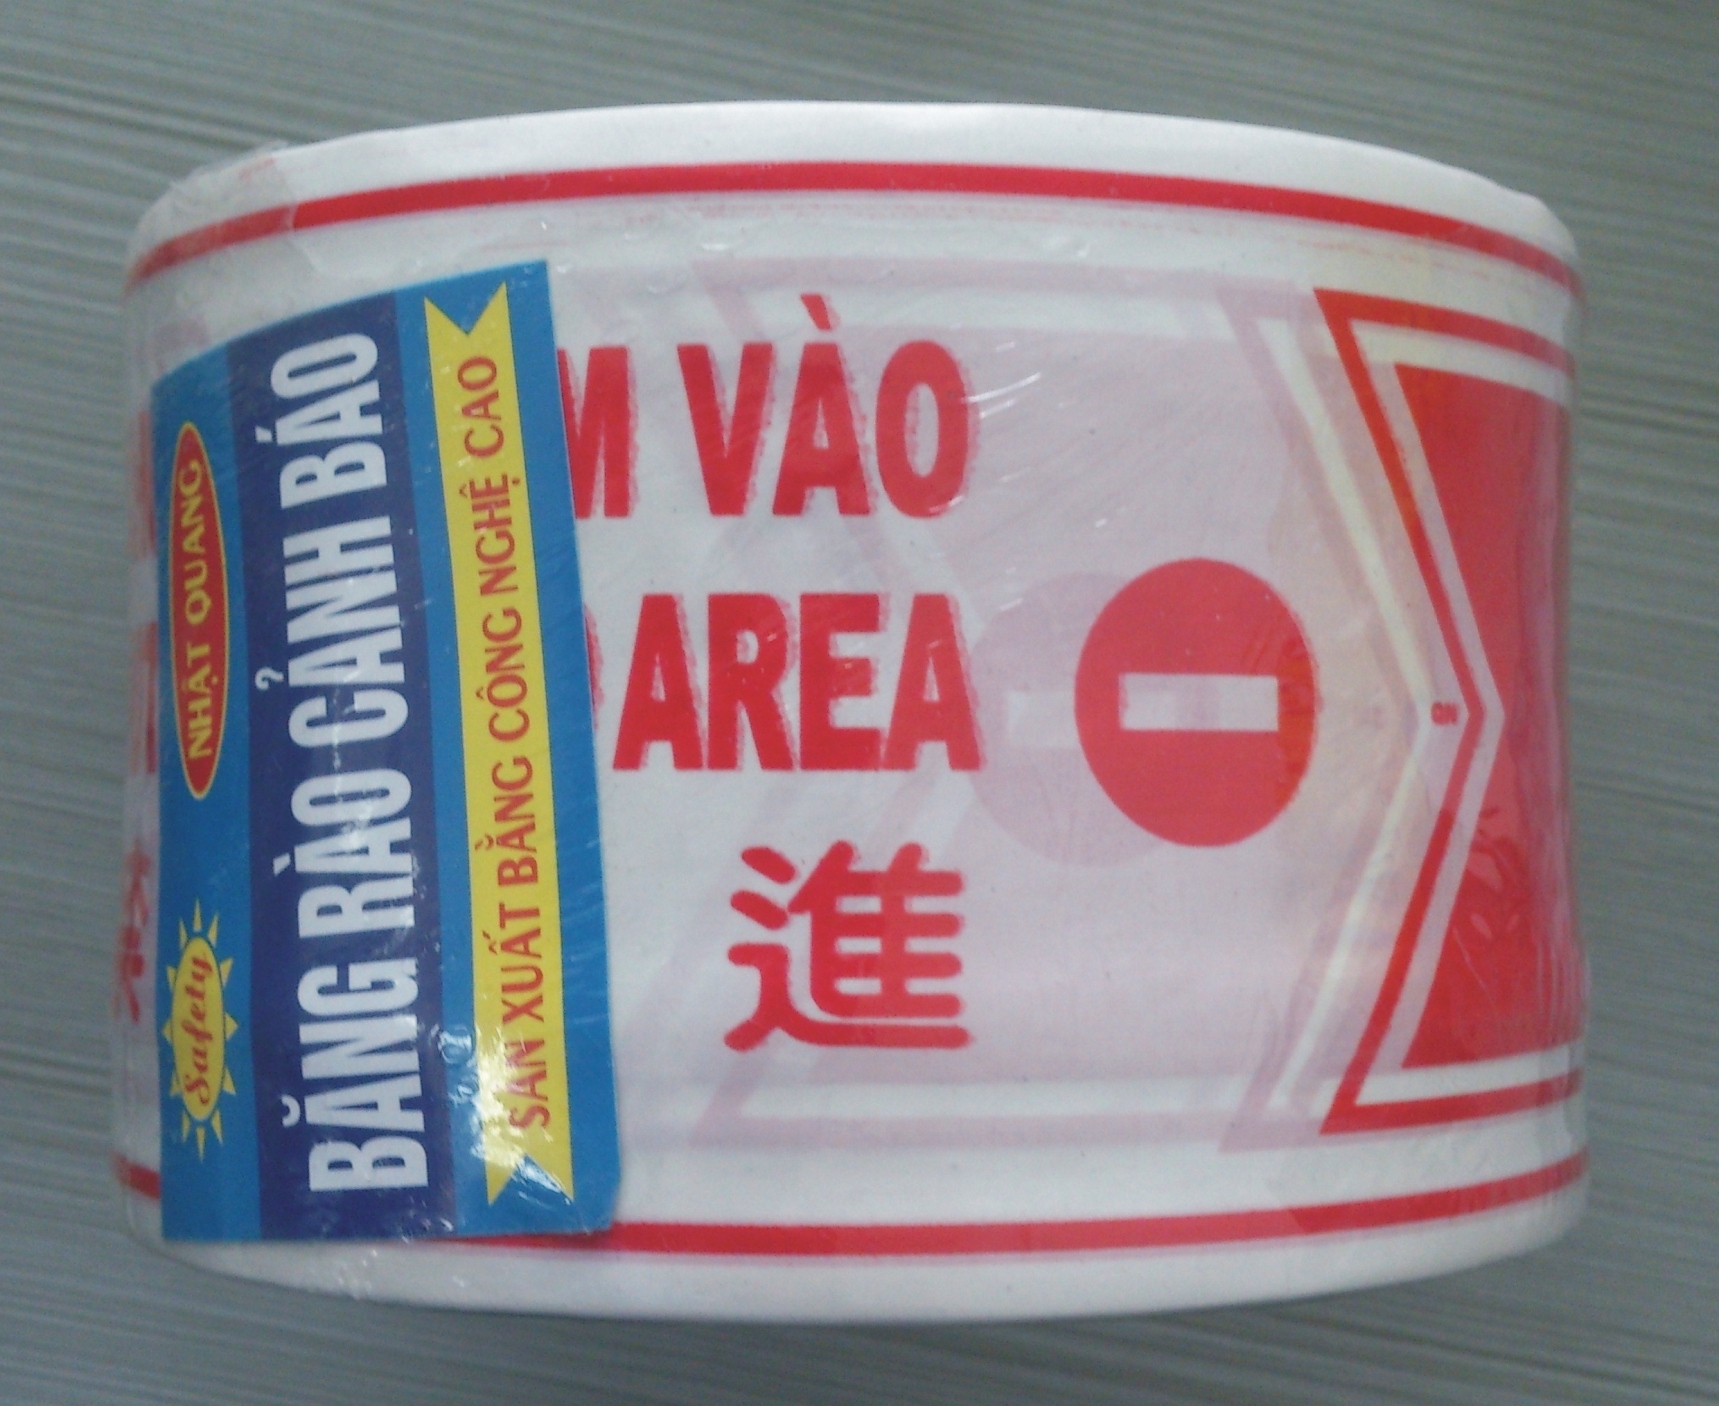 NHẬT QUANG
Safety
BĂNG RÀO CẢNH BÁO
SẢN XUẤT BẰNG CÔNG NGHỆ CAO
M VÀO
AREA
進